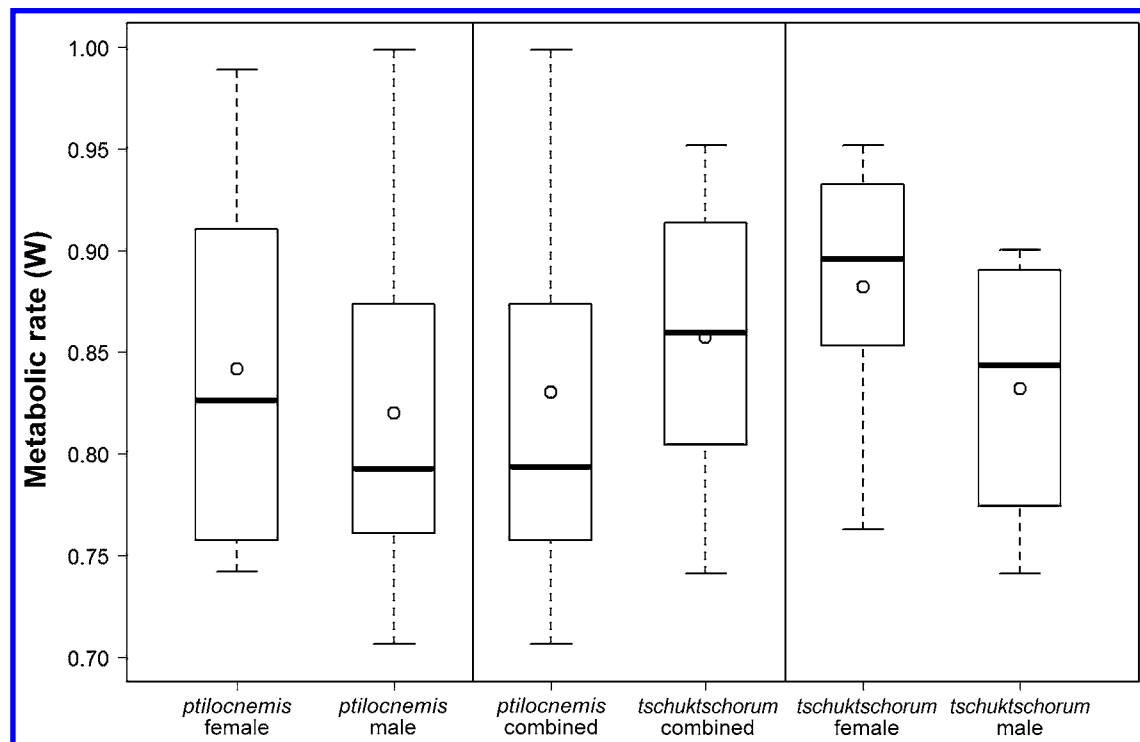 Metabolic rate (W)
1.00
0.95
0.90
0.85
0.80
0.75
0.70
ptilocnemis
female
ptilocnemis
male
ptilocnemis
combined
tschuktschorum
combined
tschuktschorum
female
tschuktschorum
male